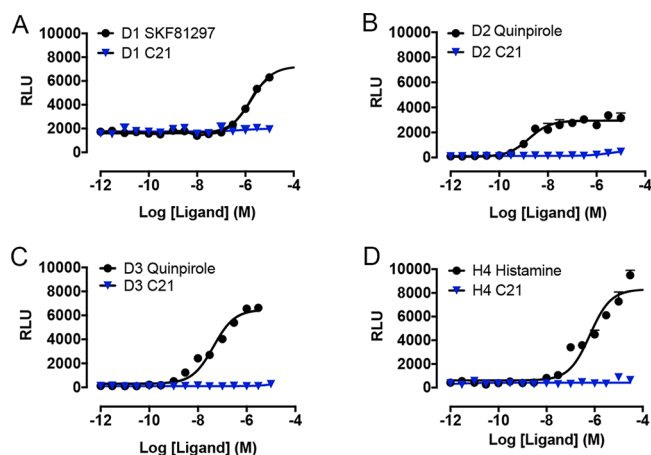 A
D1 SKF81297
D1 C21
10000
8000
6000
4000
2000
0
RLU
-12 -10 -8 -6 -4
Log [Ligand] (M)
B
D2 Quinpirole
D2 C21
10000
8000
6000
4000
2000
0
RLU
-12 -10 -8 -6 -4
Log [Ligand] (M)
C
D3 Quinpirole
D3 C21
10000
8000
6000
4000
2000
0
RLU
-12 -10 -8 -6 -4
Log [Ligand] (M)
D
H4 Histamine
H4 C21
10000
8000
6000
4000
2000
0
RLU
-12 -10 -8 -6 -4
Log [Ligand] (M)